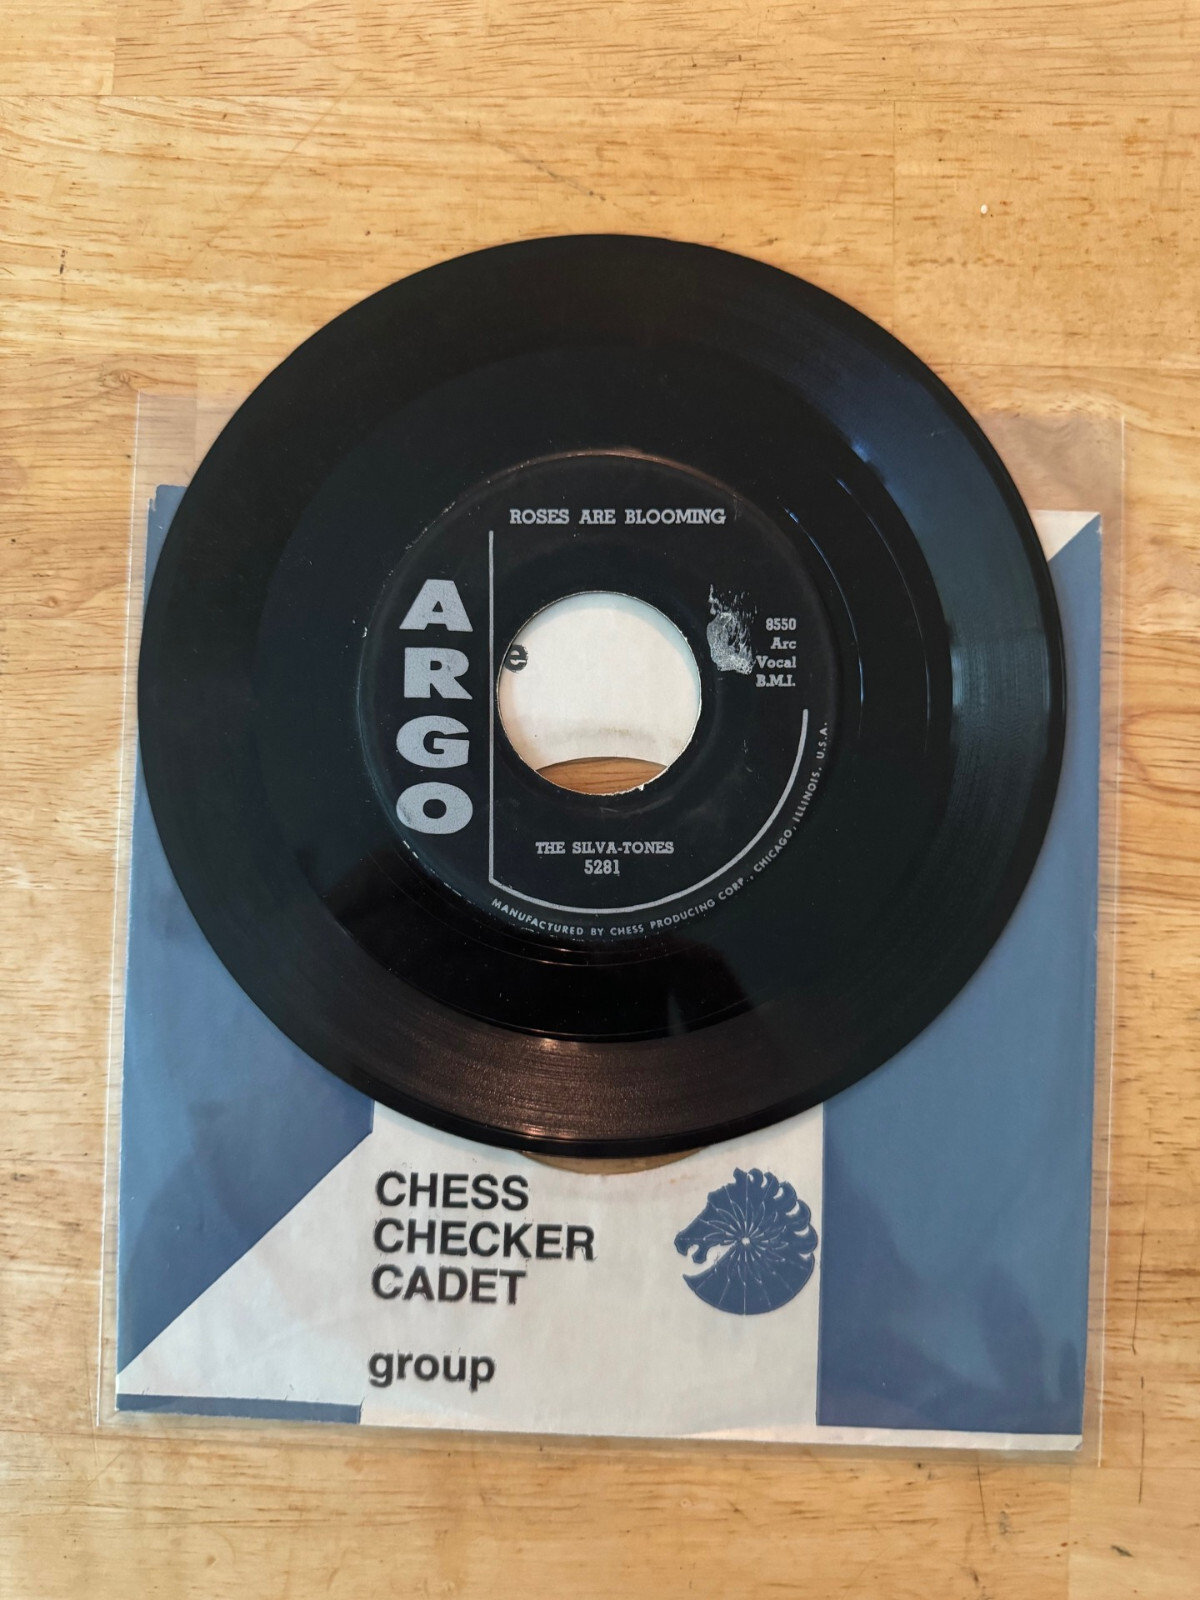 ROSES ARE BLOOMING
ARGO
8550
Arc
Vocal
B.M.I.
e
THE SILVA-TONES
5281
MANUFACTURED BY CHESS PRODUCING CORP., CHICAGO, ILLINOIS, U.S.A.
CHESS
CHECKER
CADET
group